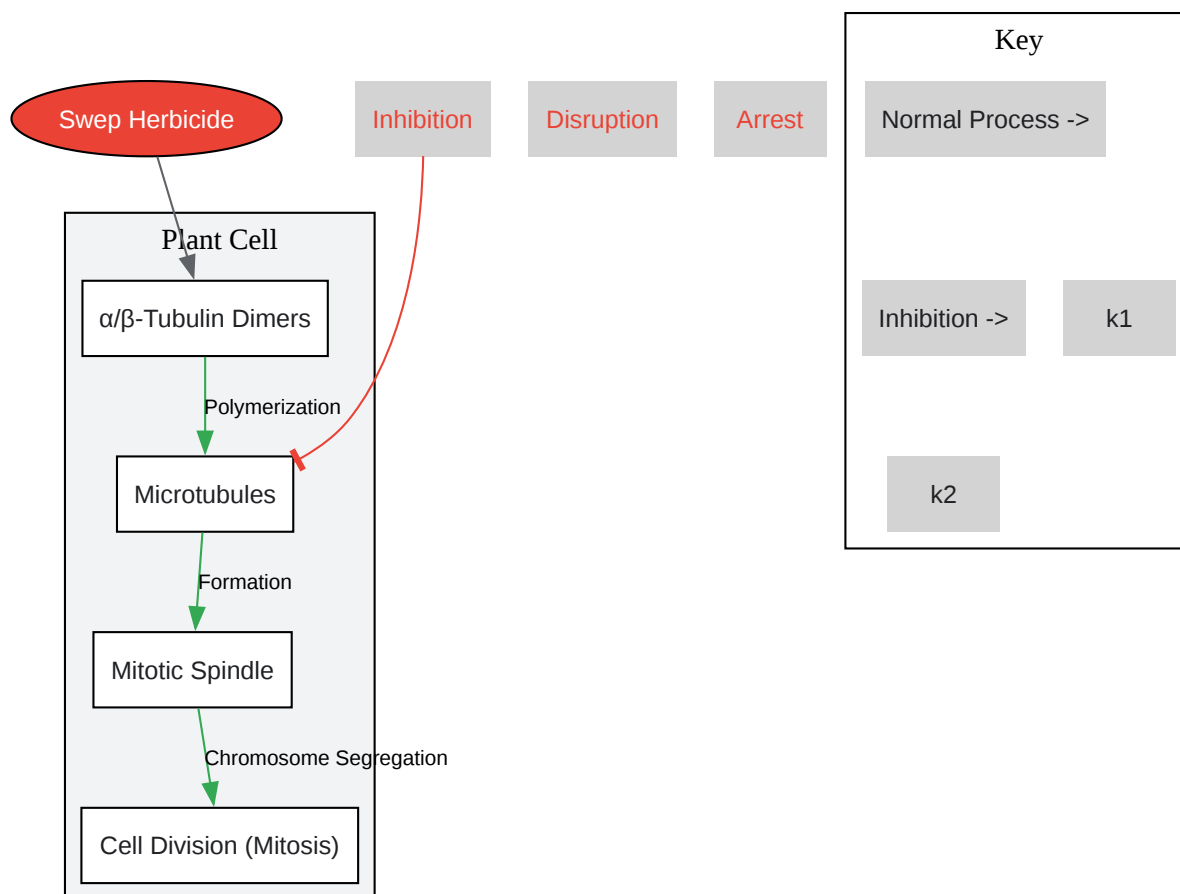 Key
Swep Herbicide
Inhibition
Disruption
Arrest
Normal Process ->
Plant Cell
α/β-Tubulin Dimers
Inhibition ->
k1
Polymerization
Microtubules
k2
Formation
Mitotic Spindle
Chromosome Segregation
Cell Division (Mitosis)